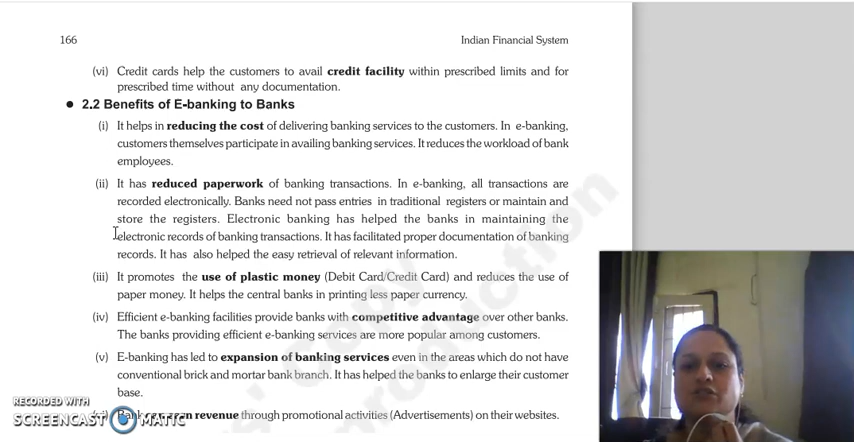 166 Indian Financial System
(vi) Credit cards help the customers to avail credit facility within prescribed limits and for
prescribed time without any documentation.
• 2.2 Benefits of E-banking to Banks
(i) It helps in reducing the cost of delivering banking services to the customers. In e-banking,
customers themselves participate in availing banking services. It reduces the workload of bank
employees.
(ii) It has reduced paperwork of banking transactions. In e-banking, all transactions are
recorded electronically. Banks need not pass entries in traditional registers or maintain and
store the registers. Electronic banking has helped the banks in maintaining the
electronic records of banking transactions. It has facilitated proper documentation of banking
records. It has also helped the easy retrieval of relevant information.
(iii) It promotes the use of plastic money (Debit Card/Credit Card) and reduces the use of
paper money. It helps the central banks in printing less paper currency.
(iv) Efficient e-banking facilities provide banks with competitive advantage over other banks.
The banks providing efficient e-banking services are more popular among customers.
(v) E-banking has led to expansion of banking services even in the areas which do not have
conventional brick and mortar bank branch. It has helped the banks to enlarge their customer
base.
revenue through promotional activities (Advertisements) on their websites.
RECORDED WITH
SCREENCAST MATIC
Copy